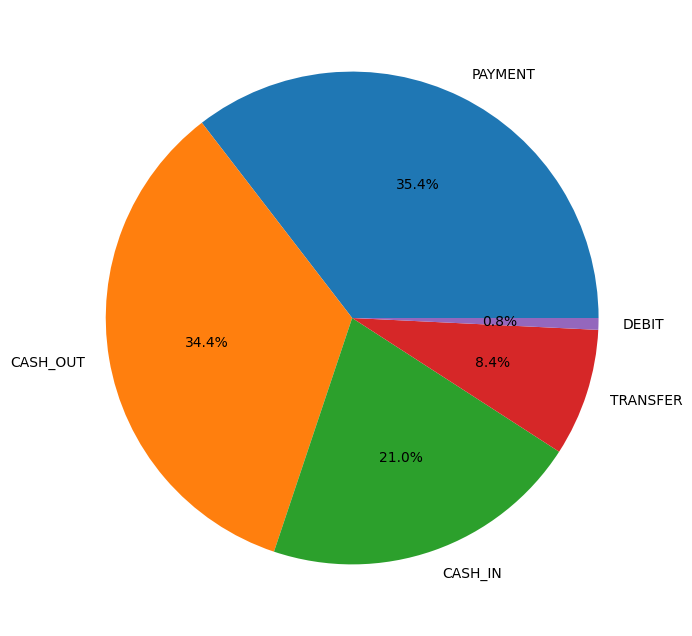 PAYMENT
35.4%
34.4%
CASH_OUT
21.0%
CASH_IN
8.4%
TRANSFER
0.8%
DEBIT